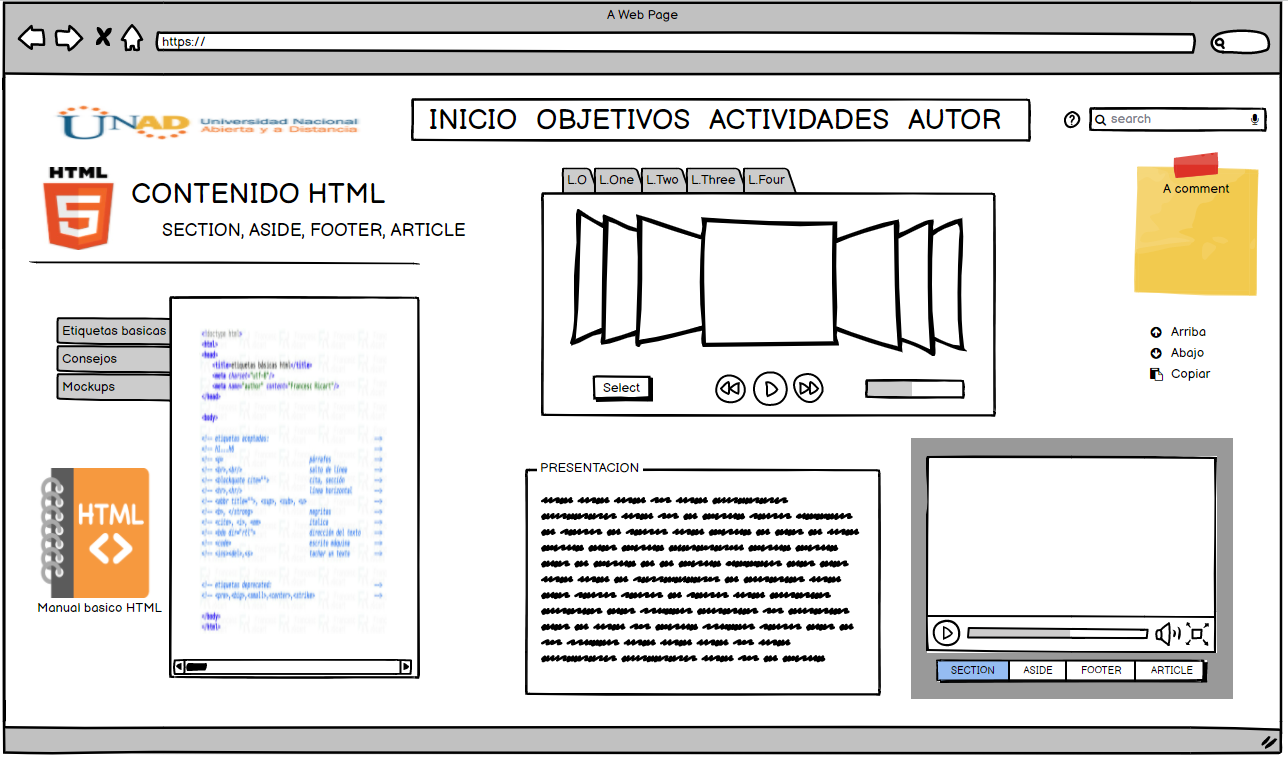 A Web Page
https://
UNAD Universidad Nacional
Abierta y a Distancia
INICIO OBJETIVOS ACTIVIDADES AUTOR
search
HTML
5
CONTENIDO HTML
SECTION, ASIDE, FOOTER, ARTICLE
L.O L.One L.Two L.Three L.Four
Select
A comment
Arriba
Abajo
Copiar
Etiquetas basicas
Consejos
Mockups
<!doctype html>
<html>
<head>
<title>etiquetas básicas html</title>
<meta charset="utf-8"/>
<meta name="author" content="Francesc Ricart"/>
</head>
<body>
<!-- etiquetas aceptadas: -->
<!-- h1...h6 -->
<!-- <p> párrafos -->
<!-- <br>,<hr/> salto de línea -->
<!-- <blockquote cite=""> cita, sección -->
<!-- <hr>,<hr/> línea horizontal -->
<!-- <abbr title="">, <sup>, <sub>, -->
<!-- <b>, </strong> negritas -->
<!-- <cite>, <i>, <em> itálica -->
<!-- <bdo dir="rtl"> dirección del texto -->
<!-- <code> escrito máquina -->
<!-- <ins><del>,<s> tachar un texto -->
<!-- etiquetas deprecated: -->
<!-- <pre>,<big>,<small>,<center>,<strike> -->
</body>
</html>
HTML
<>
Manual basico HTML
PRESENTACION
SECTION ASIDE FOOTER ARTICLE